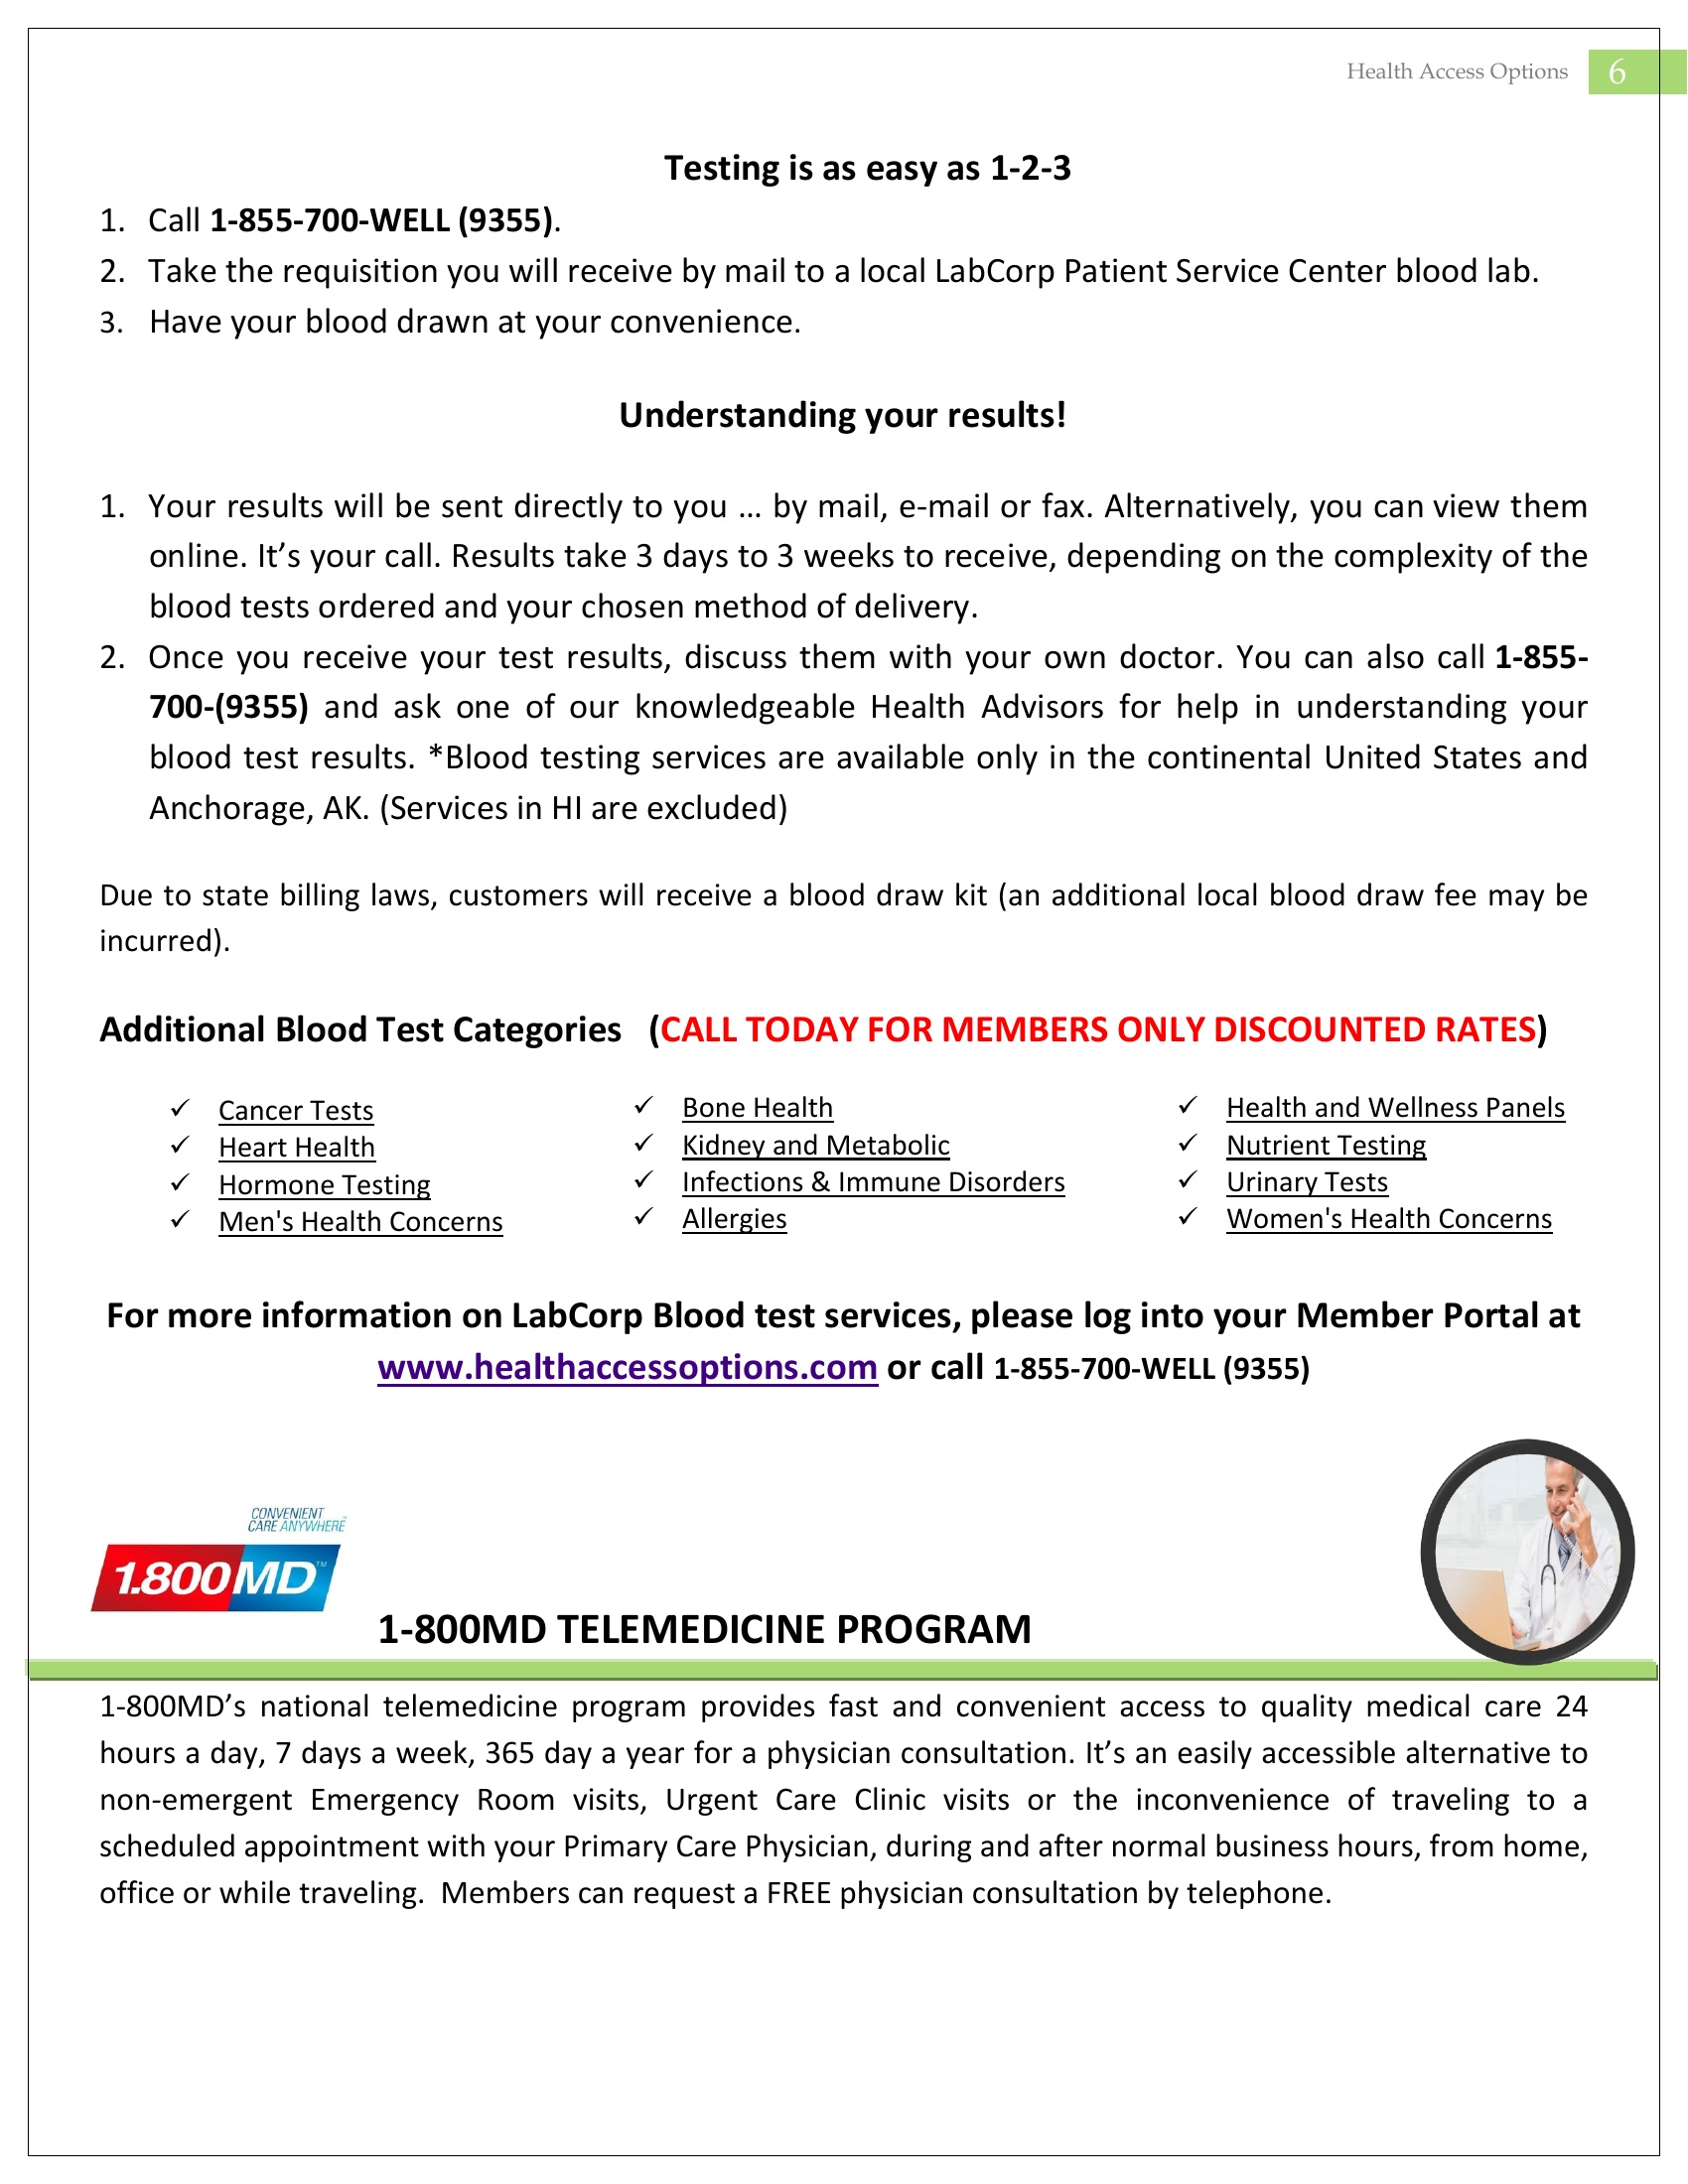 Health Access Options 6
Testing is as easy as 1-2-3
1. Call 1-855-700-WELL (9355).
2. Take the requisition you will receive by mail to a local LabCorp Patient Service Center blood lab.
3. Have your blood drawn at your convenience.
Understanding your results!
1. Your results will be sent directly to you … by mail, e-mail or fax. Alternatively, you can view them
online. It’s your call. Results take 3 days to 3 weeks to receive, depending on the complexity of the
blood tests ordered and your chosen method of delivery.
2. Once you receive your test results, discuss them with your own doctor. You can also call 1-855-
700-(9355) and ask one of our knowledgeable Health Advisors for help in understanding your
blood test results. *Blood testing services are available only in the continental United States and
Anchorage, AK. (Services in HI are excluded)
Due to state billing laws, customers will receive a blood draw kit (an additional local blood draw fee may be
incurred).
Additional Blood Test Categories (CALL TODAY FOR MEMBERS ONLY DISCOUNTED RATES)
✓ Cancer Tests
✓ Heart Health
✓ Hormone Testing
✓ Men's Health Concerns
✓ Bone Health
✓ Kidney and Metabolic
✓ Infections & Immune Disorders
✓ Allergies
✓ Health and Wellness Panels
✓ Nutrient Testing
✓ Urinary Tests
✓ Women's Health Concerns
For more information on LabCorp Blood test services, please log into your Member Portal at
www.healthaccessoptions.com or call 1-855-700-WELL (9355)
CONVENIENT
CARE ANYWHERE™
1.800MD™
1-800MD TELEMEDICINE PROGRAM
1-800MD’s national telemedicine program provides fast and convenient access to quality medical care 24
hours a day, 7 days a week, 365 day a year for a physician consultation. It’s an easily accessible alternative to
non-emergent Emergency Room visits, Urgent Care Clinic visits or the inconvenience of traveling to a
scheduled appointment with your Primary Care Physician, during and after normal business hours, from home,
office or while traveling. Members can request a FREE physician consultation by telephone.